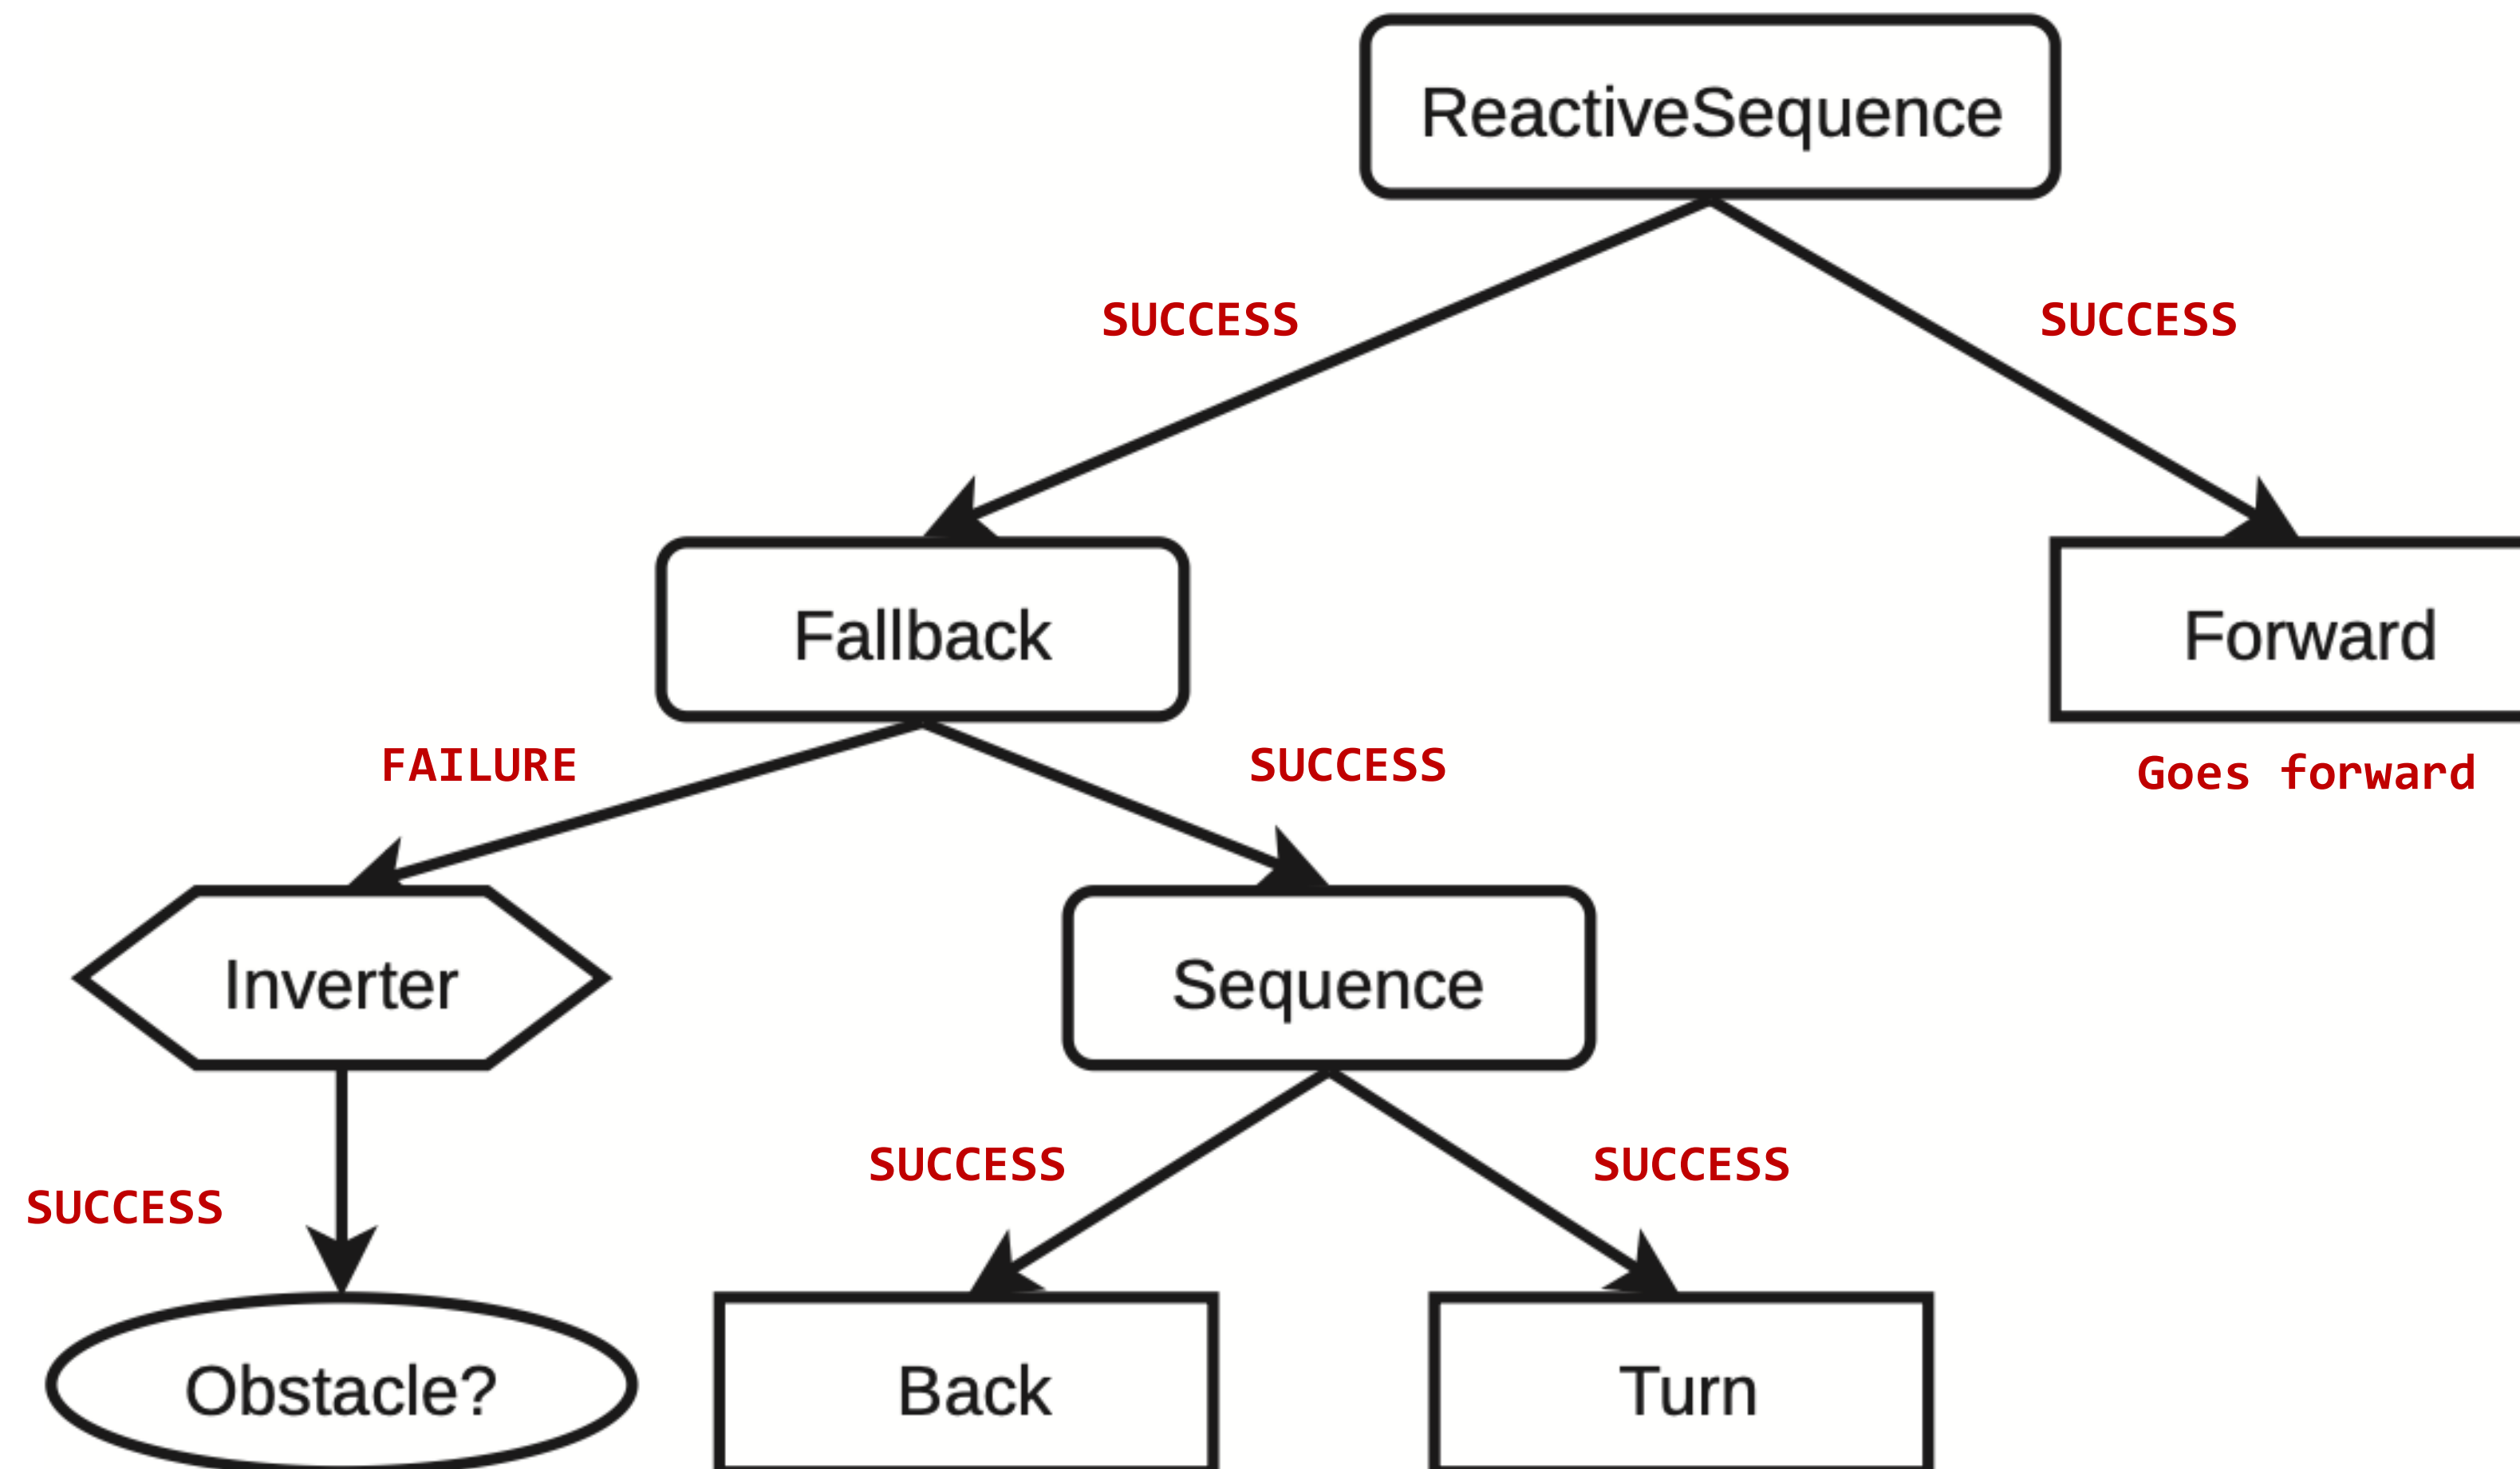 ReactiveSequence
SUCCESS
SUCCESS
Fallback
Forward
FAILURE
SUCCESS
Goes forward
Inverter
Sequence
SUCCESS
SUCCESS
SUCCESS
Obstacle?
Back
Turn